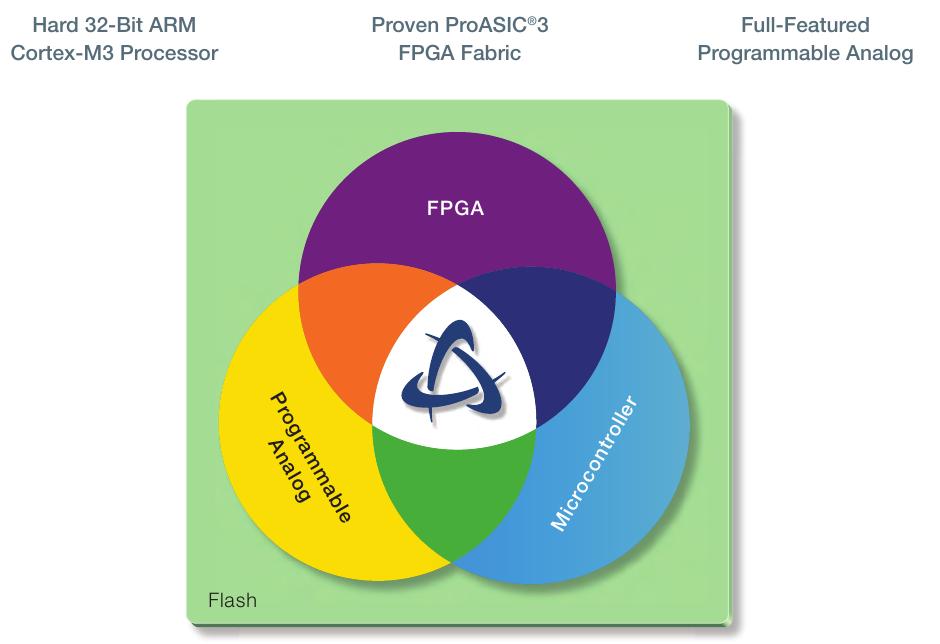 Hard 32-Bit ARM
Cortex-M3 Processor
Proven ProASIC®3
FPGA Fabric
Full-Featured
Programmable Analog
FPGA
Programmable
Analog
Microcontroller
Flash